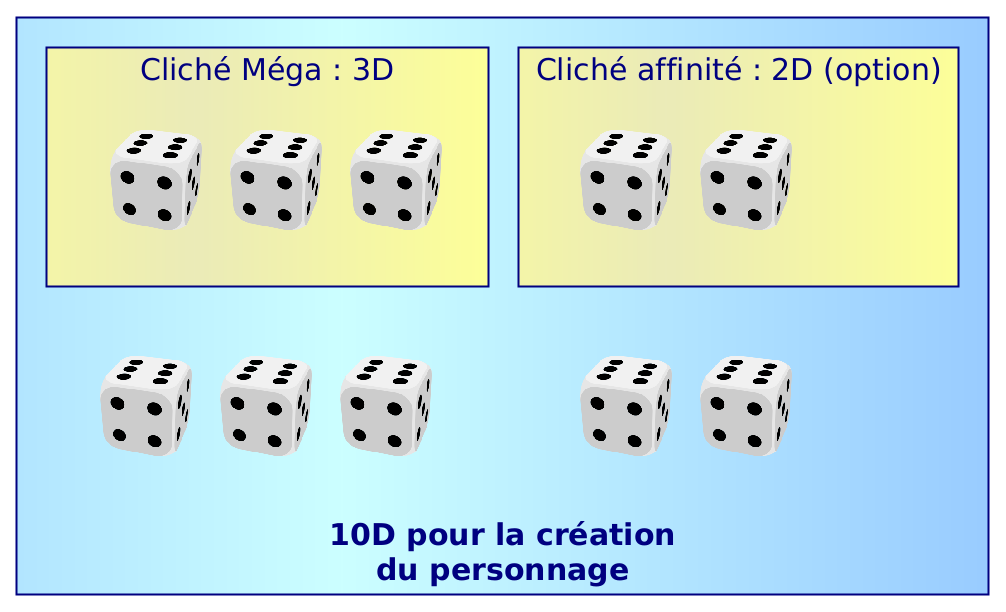 Cliché Méga : 3D
Cliché affinité : 2D (option)
10D pour la création
du personnage